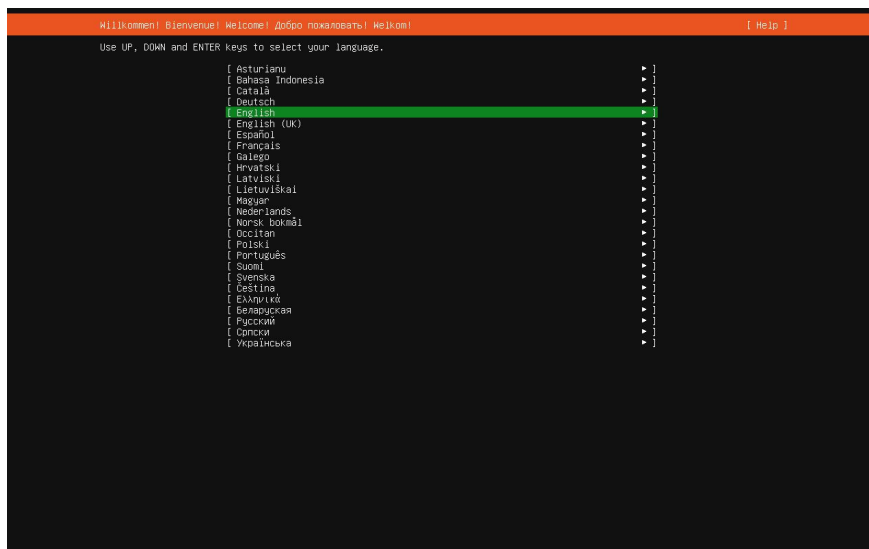 Willkommen! Bienvenue! Welcome! Добро пожаловать! Welkom! [ Help ]
Use UP, DOWN and ENTER keys to select your language.
[ Asturianu ► ]
[ Bahasa Indonesia ► ]
[ Català ► ]
[ Deutsch ► ]
[ English ► ]
[ English (UK) ► ]
[ Español ► ]
[ Français ► ]
[ Galego ► ]
[ Hrvatski ► ]
[ Latviski ► ]
[ Lietuviškai ► ]
[ Magyar ► ]
[ Nederlands ► ]
[ Norsk bokmål ► ]
[ Occitan ► ]
[ Polski ► ]
[ Português ► ]
[ Suomi ► ]
[ Svenska ► ]
[ Čeština ► ]
[ Ελληνικά ► ]
[ Беларуская ► ]
[ Русский ► ]
[ Српски ► ]
[ Українська ► ]